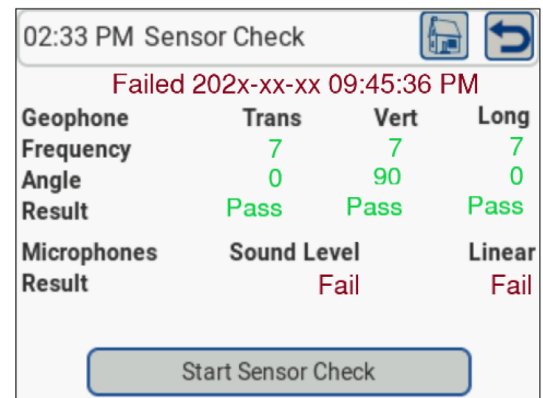 02:33 PM Sensor Check
Failed 202x-xx-xx 09:45:36 PM
Geophone Trans Vert Long
Frequency 7 7 7
Angle 0 90 0
Result Pass Pass Pass
Microphones Sound Level Linear
Result Fail Fail
Start Sensor Check